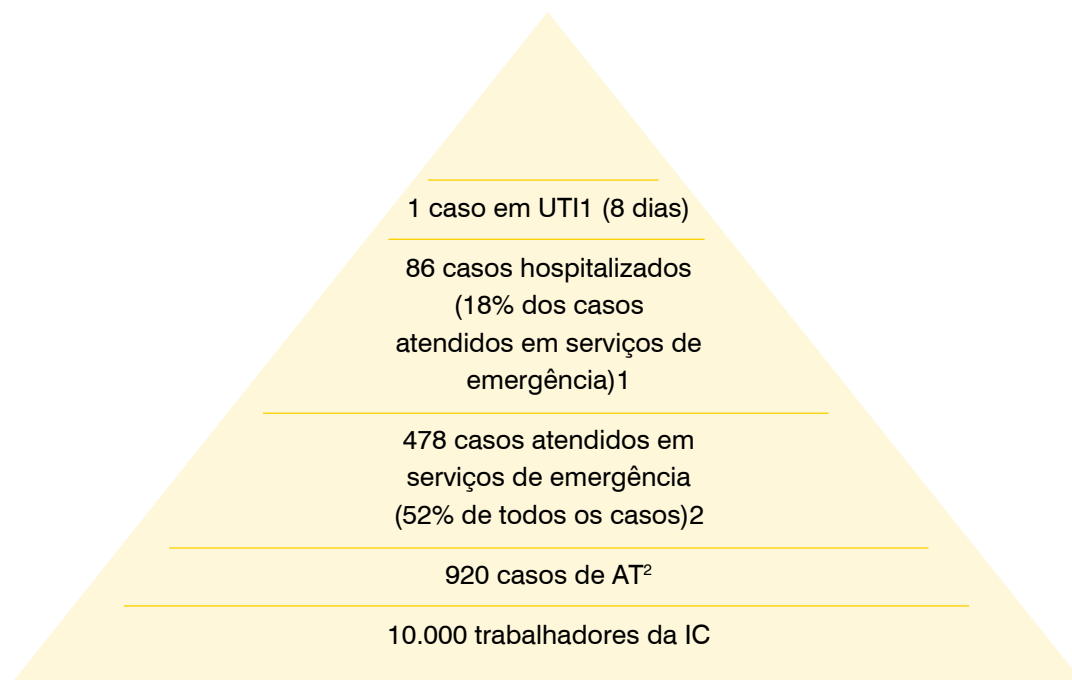 1 caso em UTI1 (8 dias)
86 casos hospitalizados
(18% dos casos
atendidos em serviços de
emergência)1
478 casos atendidos em
serviços de emergência
(52% de todos os casos)2
920 casos de AT²
10.000 trabalhadores da IC